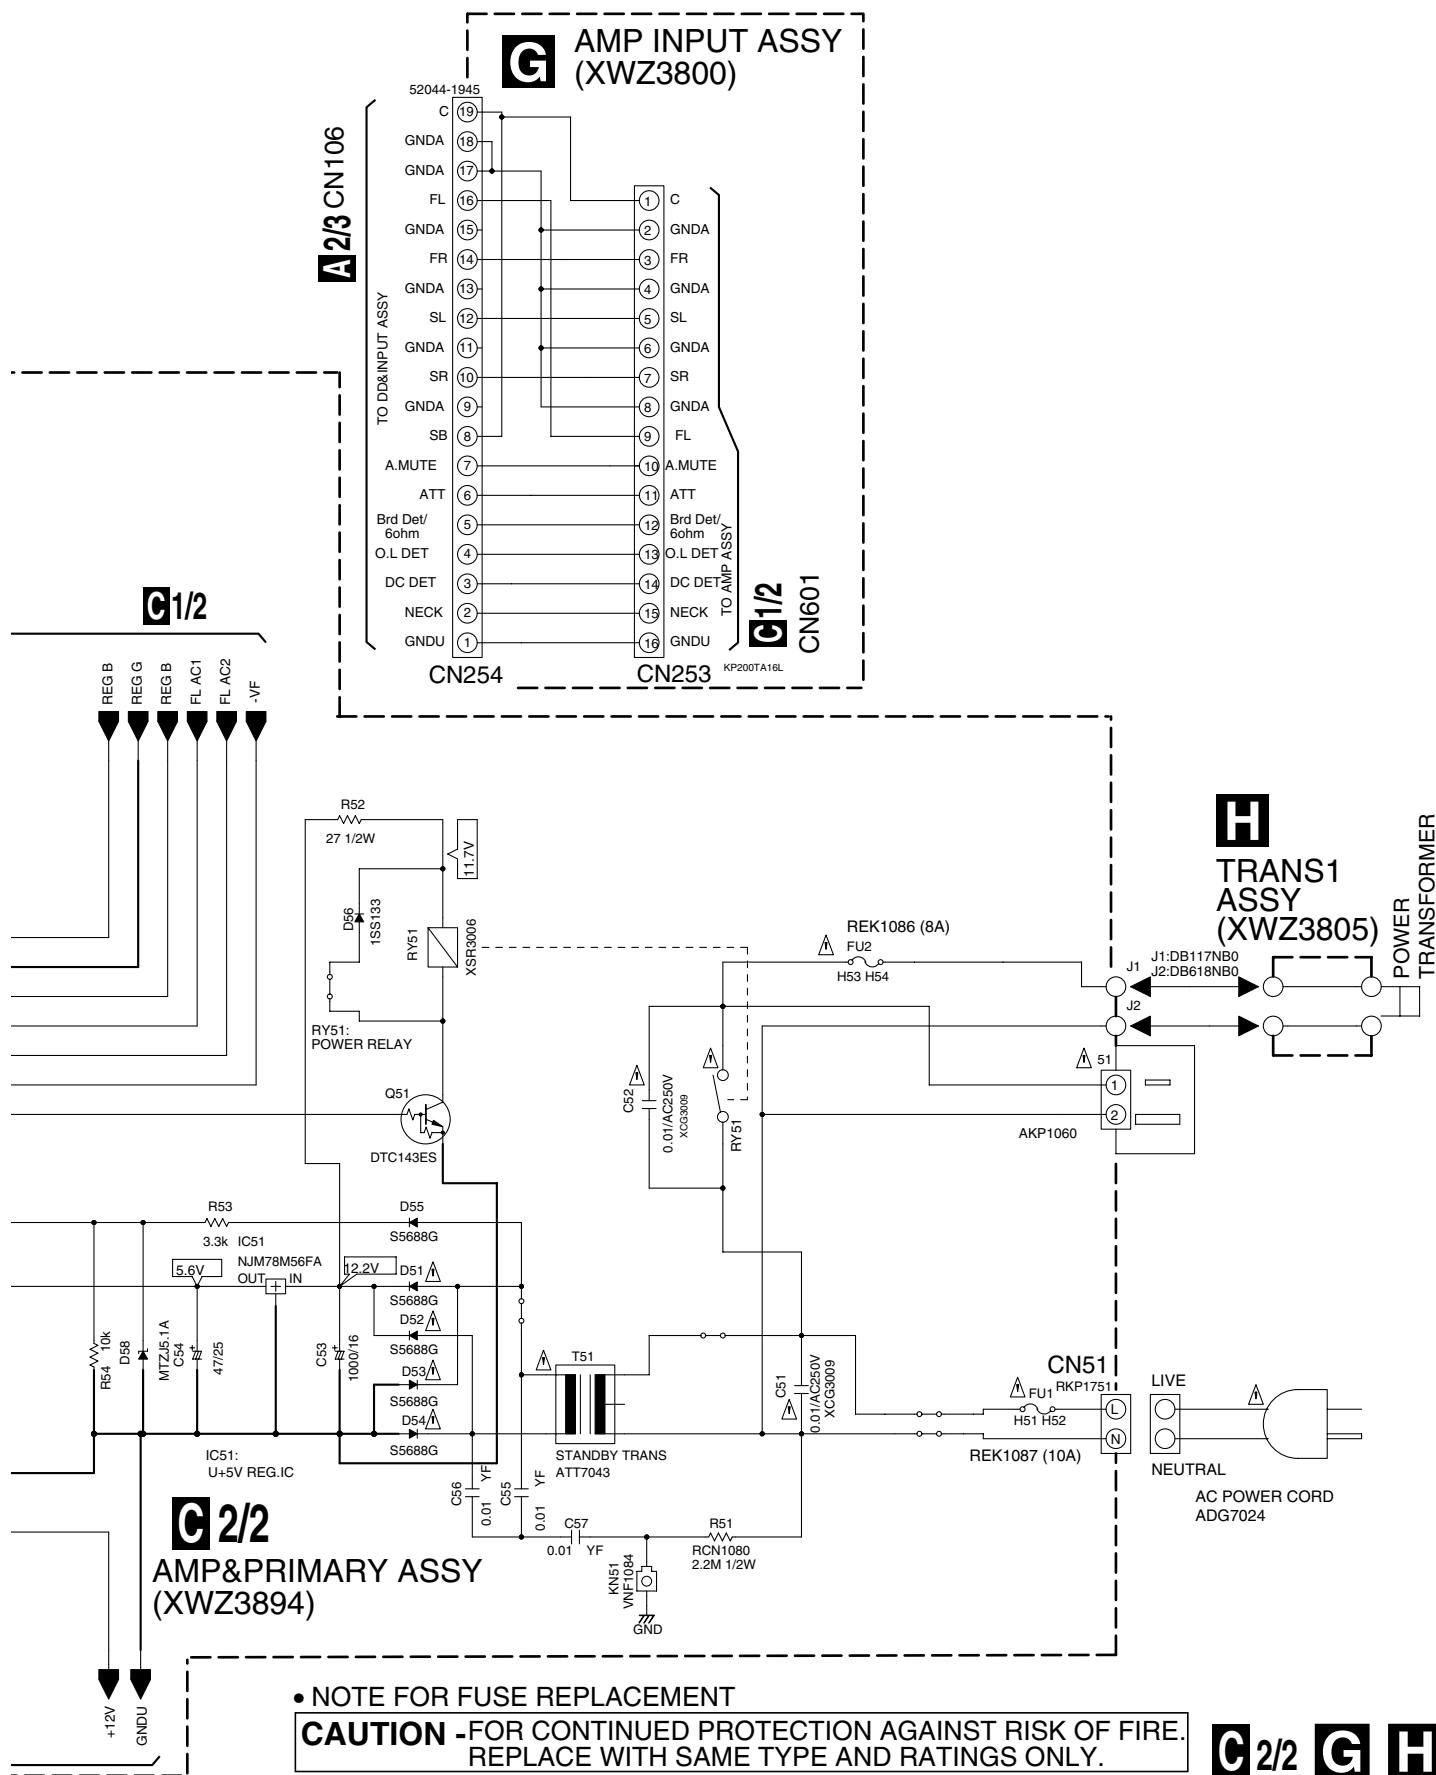 G
AMP INPUT ASSY
(XWZ3800)
52044-1945
A 2/3 CN106
TO DD&INPUT ASSY
C 19
GNDA 18
GNDA 17
FL 16
GNDA 15
FR 14
GNDA 13
SL 12
GNDA 11
SR 10
GNDA 9
SB 8
A.MUTE 7
ATT 6
Brd Det/
6ohm 5
O.L DET 4
DC DET 3
NECK 2
GNDU 1
CN254
1 C
2 GNDA
3 FR
4 GNDA
5 SL
6 GNDA
7 SR
8 GNDA
9 FL
10 A.MUTE
11 ATT
12 Brd Det/
6ohm
13 O.L DET
14 DC DET
15 NECK
16 GNDU
CN253
KP200TA16L
TO AMP ASSY
C 1/2
CN601
C 1/2
REG B
REG G
REG B
FL AC1
FL AC2
-VF
R52
27 1/2W
11.7V
D56
1SS133
RY51
XSR3006
RY51:
POWER RELAY
Q51
DTC143ES
REK1086 (8A)
FU2
H53 H54
H
TRANS1
ASSY
(XWZ3805)
POWER
TRANSFORMER
J1:DB117NB0
J2:DB618NB0
J1
J2
51
1
2
AKP1060
C52
0.01/AC250V
XCG3009
RY51
R53
3.3k
IC51
NJM78M56FA
OUT
IN
5.6V
12.2V
D55
S5688G
D51
S5688G
D52
S5688G
D53
S5688G
D54
S5688G
R54 10k
D58
MTZJ5.1A
C54
47/25
C53
1000/16
T51
STANDBY TRANS
ATT7043
C51
0.01/AC250V
XCG3009
CN51
RKP1751
FU1
H51 H52
L
N
REK1087 (10A)
LIVE
NEUTRAL
AC POWER CORD
ADG7024
IC51:
U+5V REG.IC
C56
0.01 YF
C55
0.01 YF
C57
0.01 YF
R51
RCN1080
2.2M 1/2W
KN51
VNF1084
GND
C 2/2
AMP&PRIMARY ASSY
(XWZ3894)
+12V
GNDU
• NOTE FOR FUSE REPLACEMENT
CAUTION - FOR CONTINUED PROTECTION AGAINST RISK OF FIRE.
REPLACE WITH SAME TYPE AND RATINGS ONLY.
C 2/2 G H